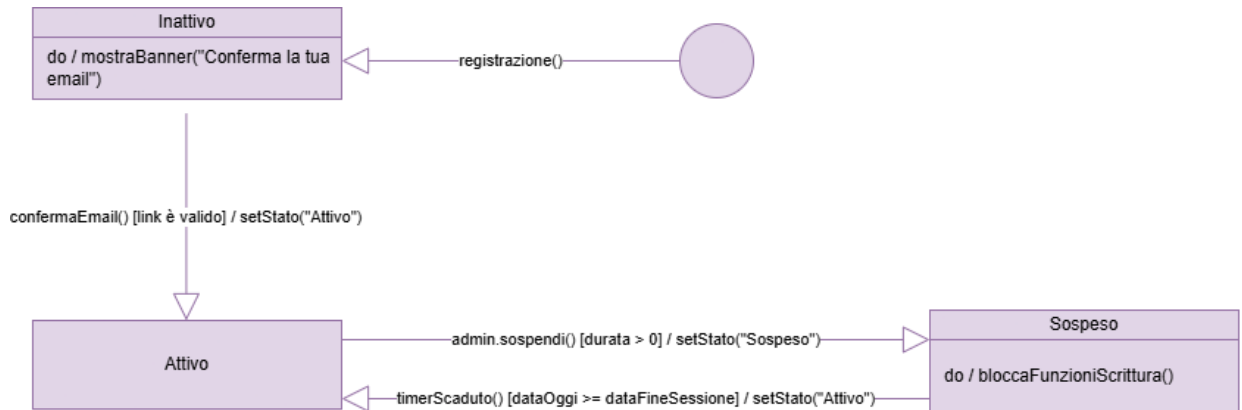 Inattivo
do / mostraBanner("Conferma la tua
email")
registrazione()
confermaEmail() [link è valido] / setStato("Attivo")
Attivo
admin.sospendi() [durata > 0] / setStato("Sospeso")
timerScaduto() [dataOggi >= dataFineSessione] / setStato("Attivo")
Sospeso
do / bloccaFunzioniScrittura()